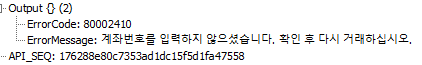 Output {} (2)
ErrorCode: 80002410
ErrorMessage: 계좌번호를 입력하지 않으셨습니다. 확인 후 다시 거래하십시오.
API_SEQ: 176288e80c7353ad1dc15f5d1fa47558